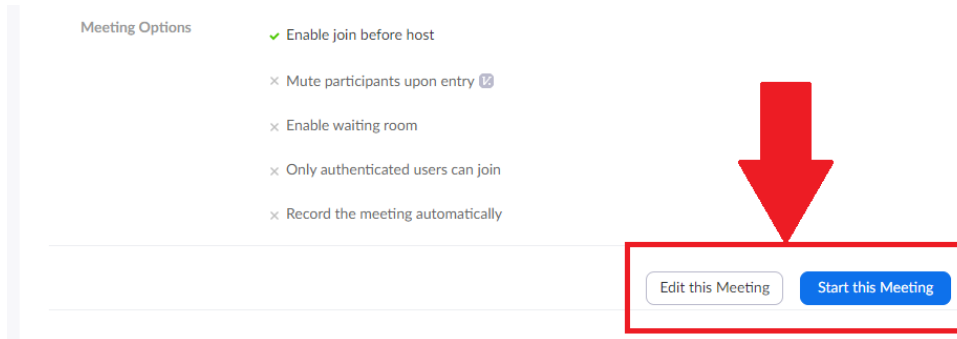 Meeting Options
Enable join before host
Mute participants upon entry
Enable waiting room
Only authenticated users can join
Record the meeting automatically
Edit this Meeting
Start this Meeting